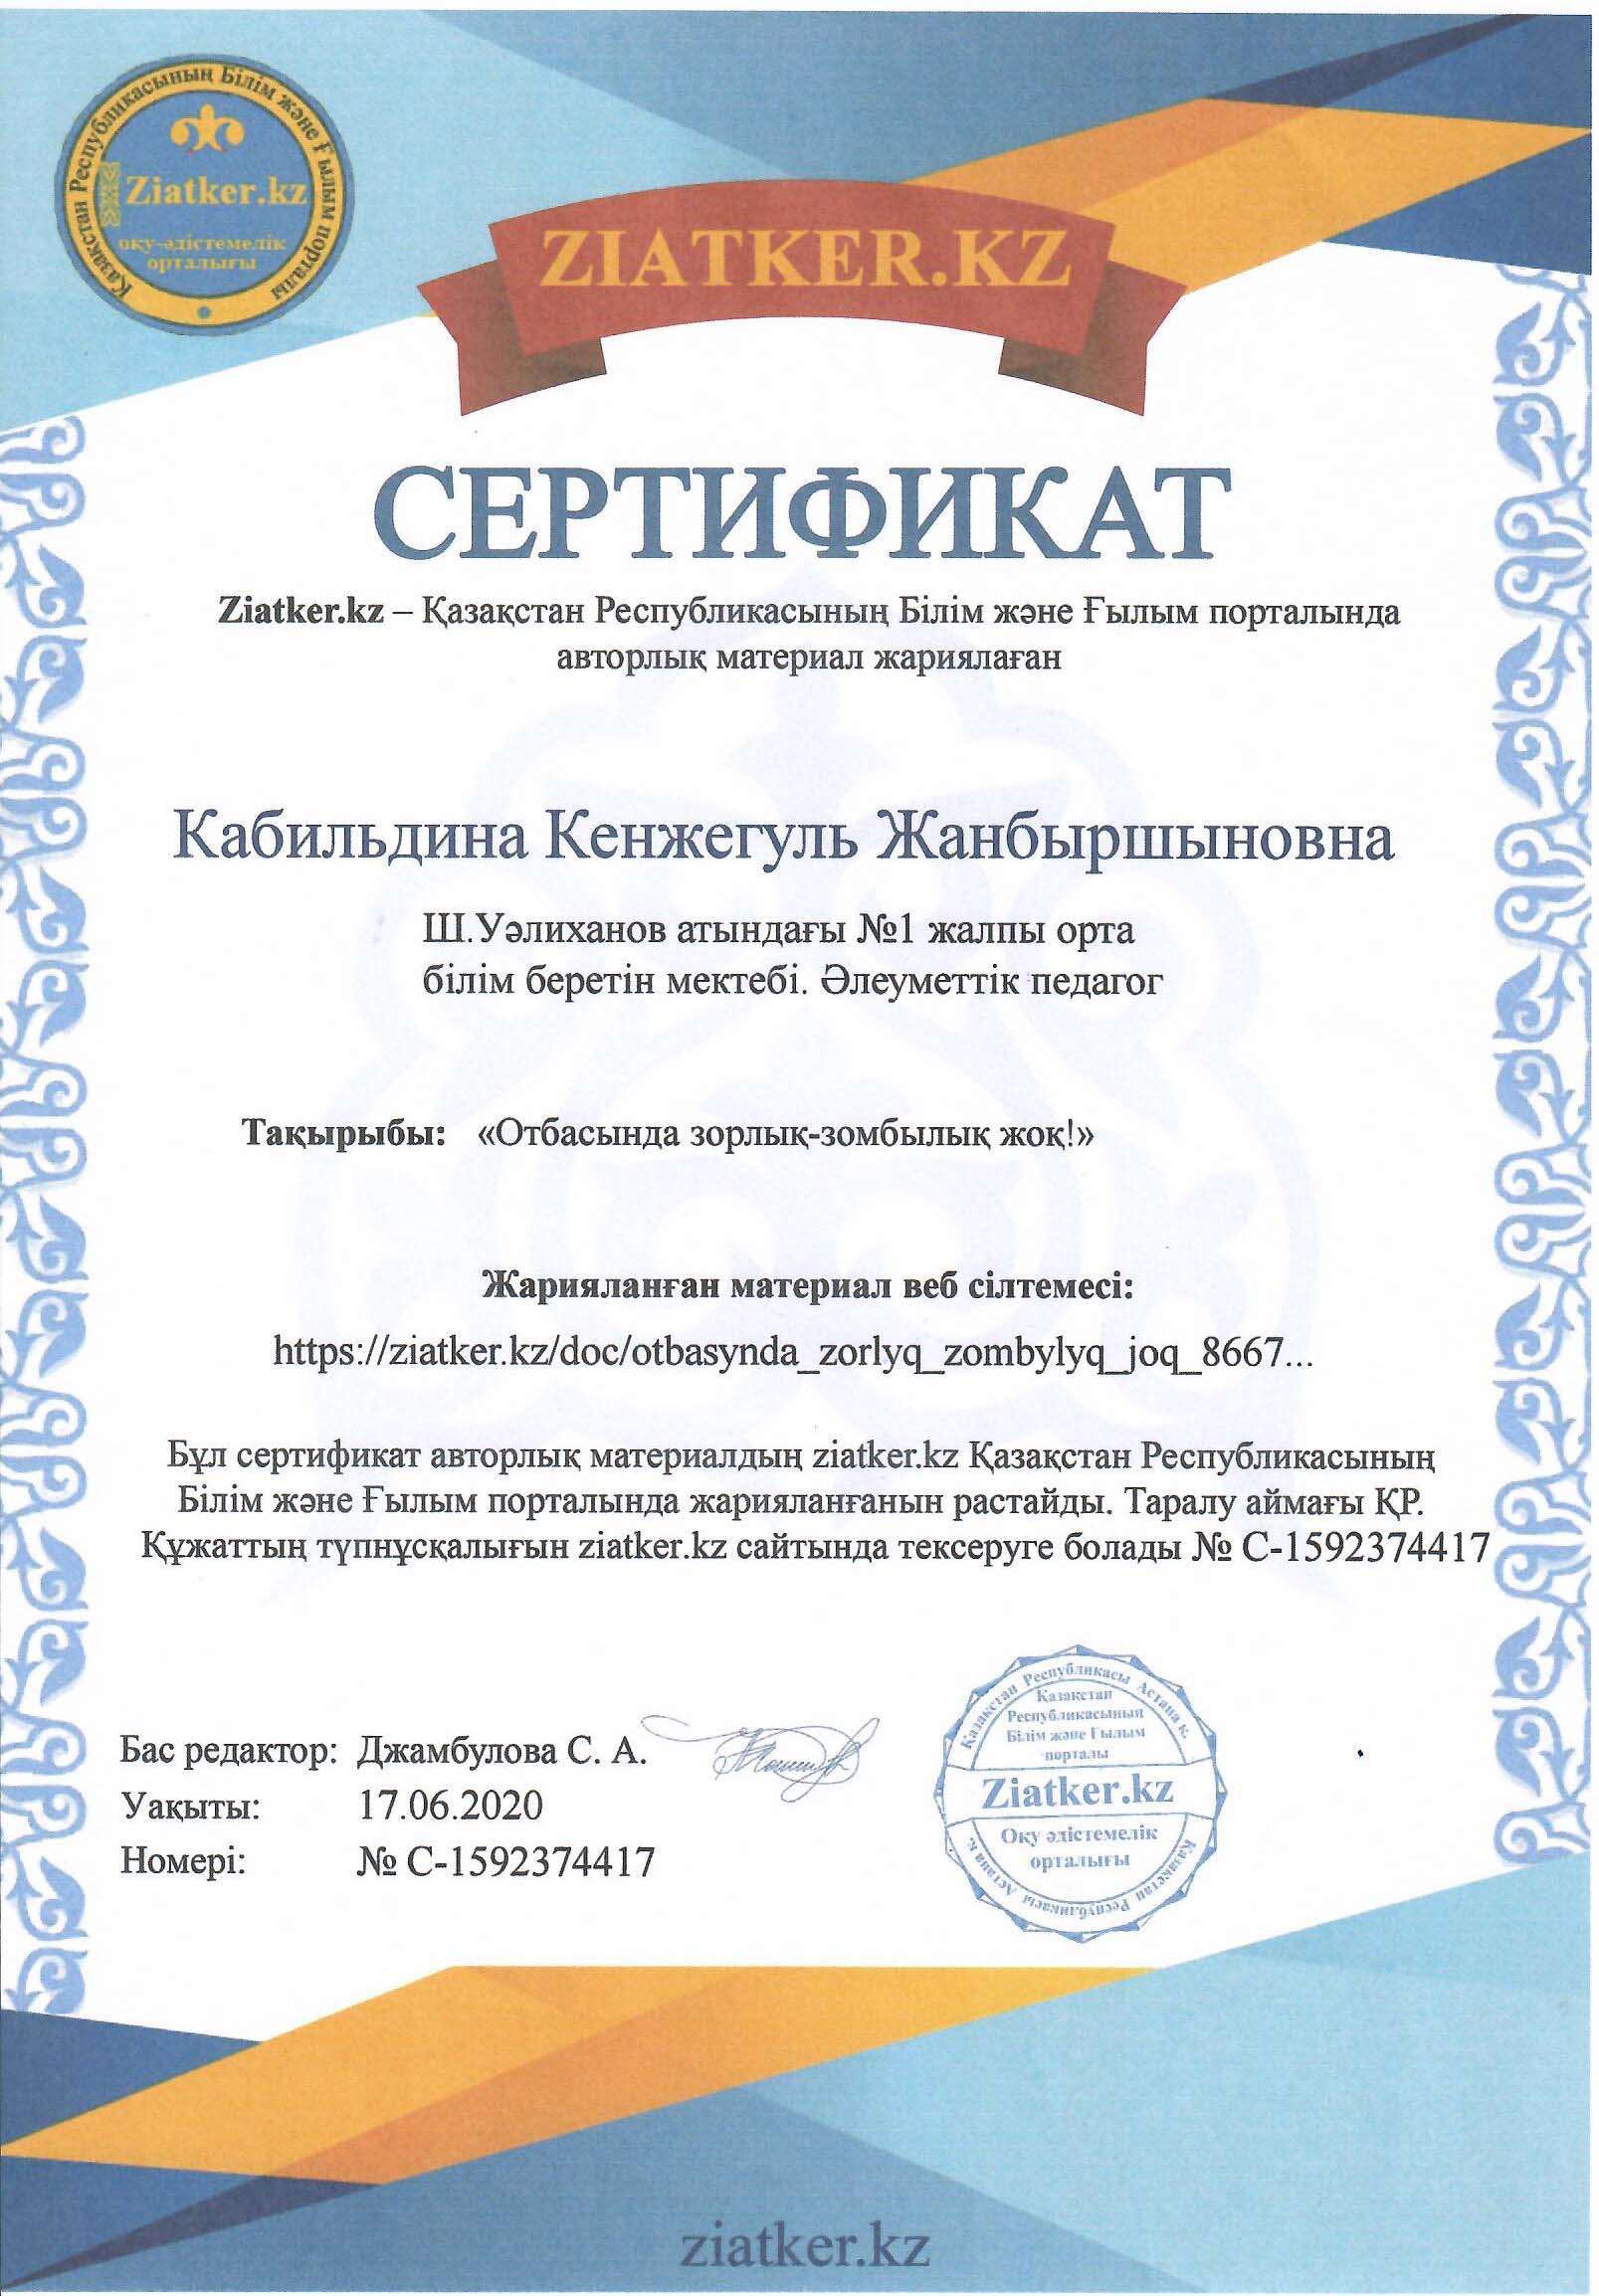 Қазақстан Республикасының Білім және Ғылым порталы
Ziatker.kz
оқу-әдістемелік
орталығы
ZIATKER.KZ
СЕРТИФИКАТ
Ziatker.kz – Қазақстан Республикасының Білім және Ғылым порталында
авторлық материал жариялаған
Кабильдина Кенжегуль Жанбыршыновна
Ш.Уәлиханов атындағы №1 жалпы орта
білім беретін мектебі. Әлеуметтік педагог
Тақырыбы: «Отбасында зорлық-зомбылық жоқ!»
Жарияланған материал веб сілтемесі:
https://ziatker.kz/doc/otbasynda_zorlyq_zombylyq_joq_8667...
Бұл сертификат авторлық материалдың ziatker.kz Қазақстан Республикасының
Білім және Ғылым порталында жарияланғанын растайды. Таралу аймағы ҚР.
Құжаттың түпнұсқалығын ziatker.kz сайтында тексеруге болады № С-1592374417
Бас редактор: Джамбулова С. А.
Уақыты: 17.06.2020
Номері: № С-1592374417
Қазақстан Республикасы Астана қ.
Қазақстан
Республикасының
Білім және Ғылым
порталы
Ziatker.kz
Оқу әдістемелік
орталығы
Қазақстан Республикасы Астана қ.
ziatker.kz